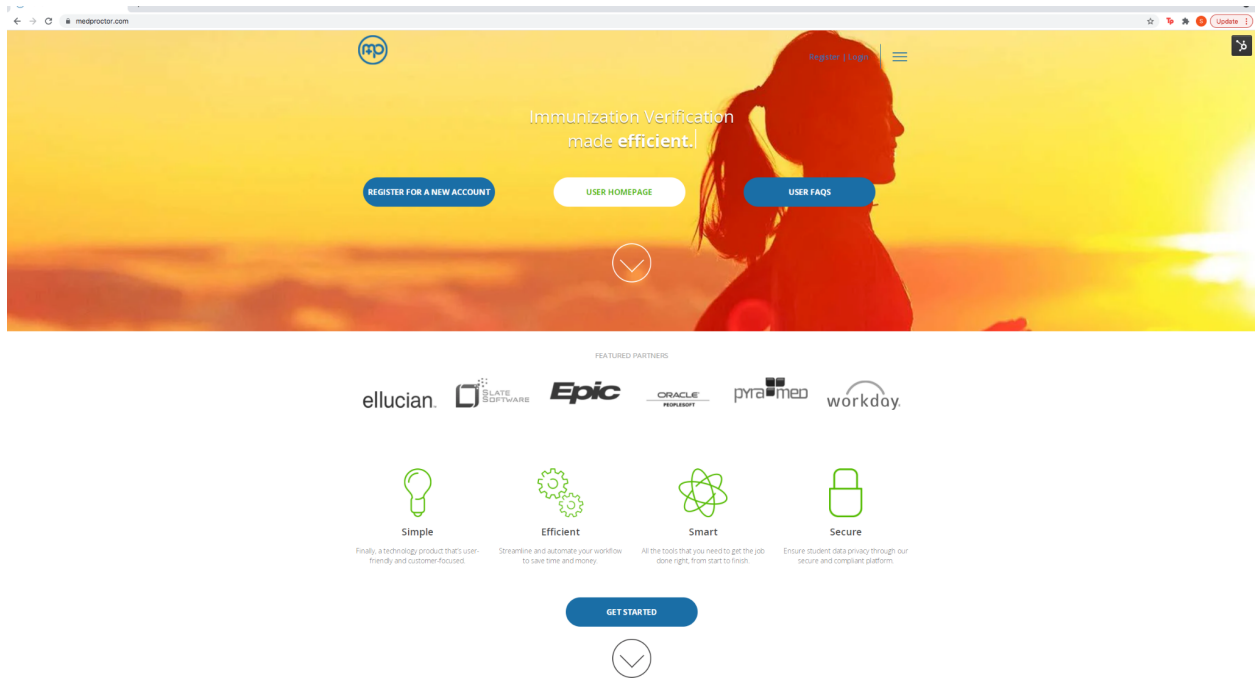 medproctor.com
Update
Register | Login
Immunization Verification
made efficient.
REGISTER FOR A NEW ACCOUNT
USER HOMEPAGE
USER FAQS
FEATURED PARTNERS
ellucian.
SLATE
SOFTWARE
Epic
ORACLE
PEOPLESOFT
pyramed
workday.
Simple
Efficient
Smart
Secure
Finally, a technology product that's user-
friendly and customer-focused.
Streamline and automate your workflow
to save time and money.
All the tools that you need to get the job
done right, from start to finish.
Ensure student data privacy through our
secure and compliant platform.
GET STARTED